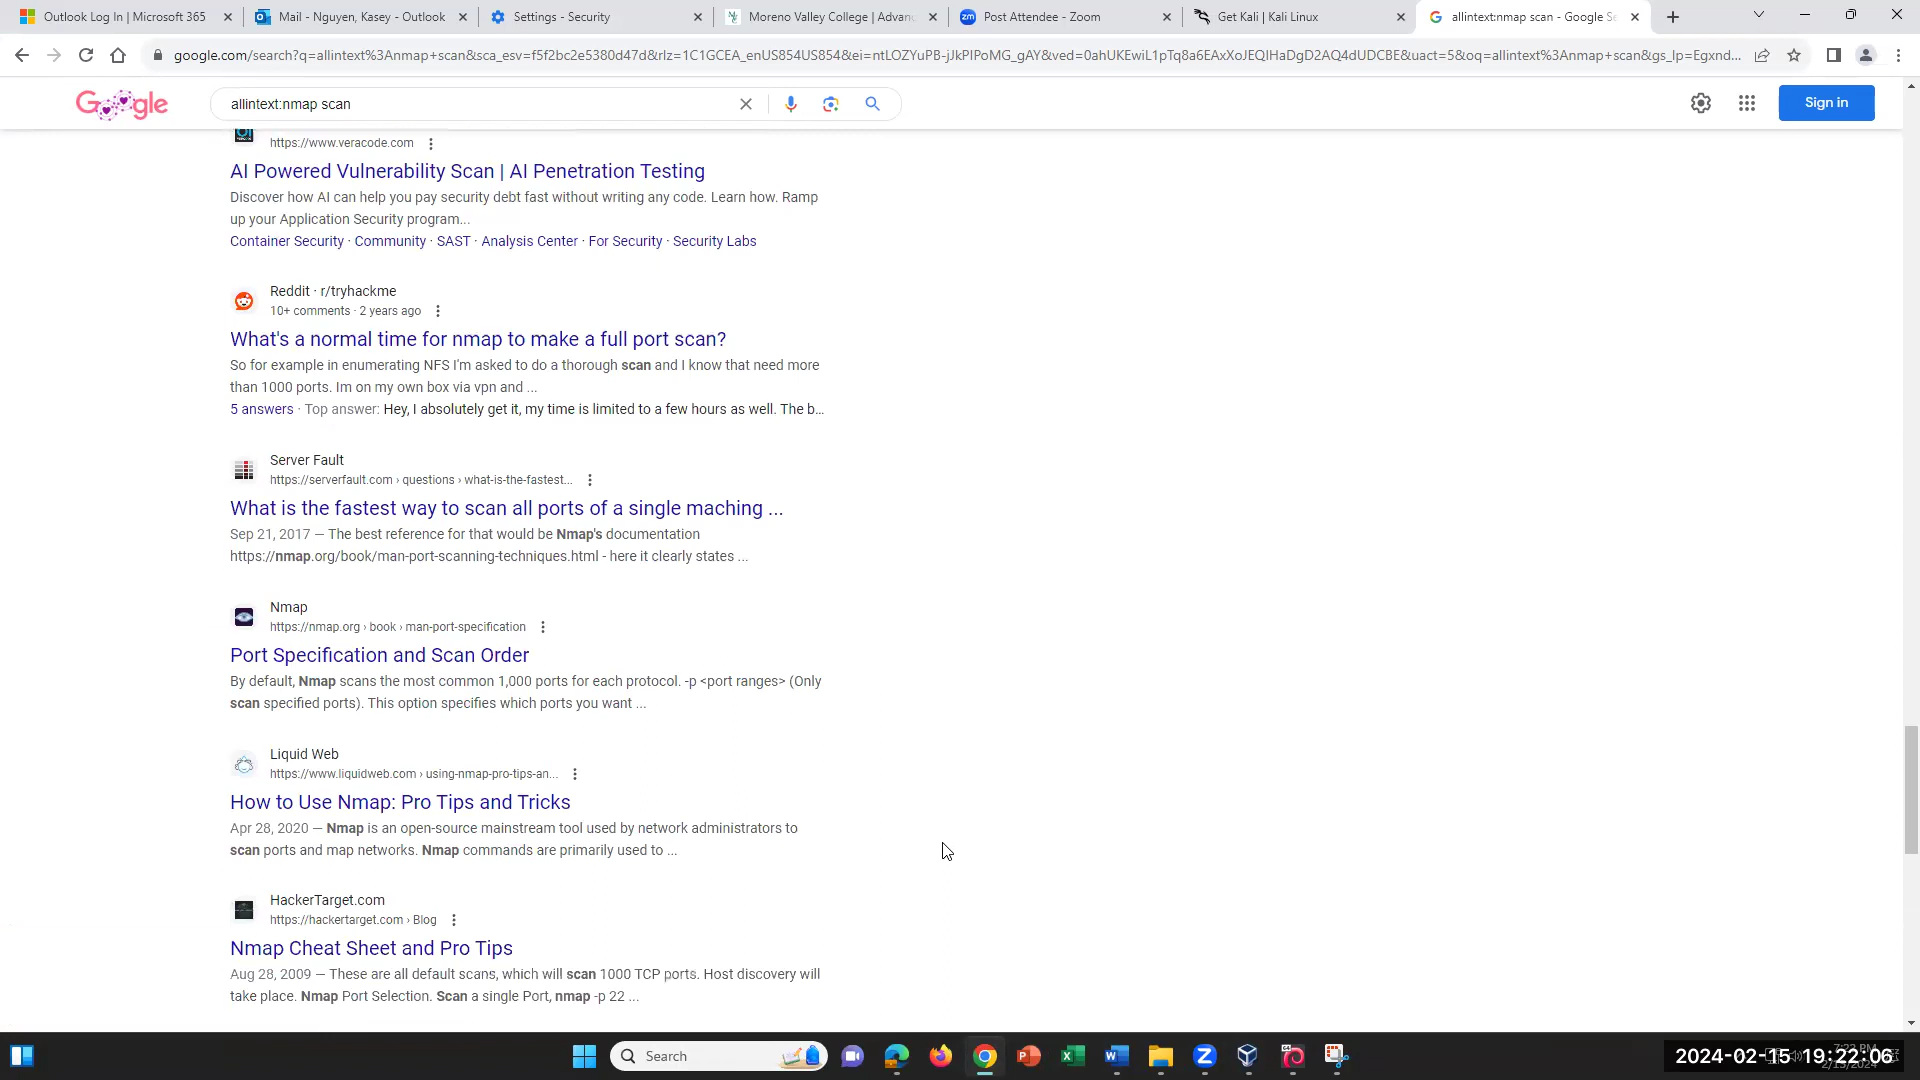 Outlook Log In | Microsoft 365
Mail - Nguyen, Kasey - Outlook
Settings - Security
Moreno Valley College | Advanc
Post Attendee - Zoom
Get Kali | Kali Linux
allintext:nmap scan - Google Se
google.com/search?q=allintext%3Anmap+scan&sca_esv=f5f2bc2e5380d47d&rlz=1C1GCEA_enUS854US854&ei=ntLOZYuPB-jJkPIPoMG_gAY&ved=0ahUKEwiL1pTq8a6EAxXoJEQIHaDgD2AQ4dUDCBE&uact=5&oq=allintext%3Anmap+scan&gs_lp=Egxnd...
Google
allintext:nmap scan
Sign in
https://www.veracode.com
AI Powered Vulnerability Scan | AI Penetration Testing
Discover how AI can help you pay security debt fast without writing any code. Learn how. Ramp
up your Application Security program...
Container Security · Community · SAST · Analysis Center · For Security · Security Labs
Reddit · r/tryhackme
10+ comments · 2 years ago
What's a normal time for nmap to make a full port scan?
So for example in enumerating NFS I'm asked to do a thorough scan and I know that need more
than 1000 ports. Im on my own box via vpn and ...
5 answers · Top answer: Hey, I absolutely get it, my time is limited to a few hours as well. The b...
Server Fault
https://serverfault.com › questions › what-is-the-fastest...
What is the fastest way to scan all ports of a single maching ...
Sep 21, 2017 — The best reference for that would be Nmap's documentation
https://nmap.org/book/man-port-scanning-techniques.html - here it clearly states ...
Nmap
https://nmap.org › book › man-port-specification
Port Specification and Scan Order
By default, Nmap scans the most common 1,000 ports for each protocol. -p <port ranges> (Only
scan specified ports). This option specifies which ports you want ...
Liquid Web
https://www.liquidweb.com › using-nmap-pro-tips-an...
How to Use Nmap: Pro Tips and Tricks
Apr 28, 2020 — Nmap is an open-source mainstream tool used by network administrators to
scan ports and map networks. Nmap commands are primarily used to ...
HackerTarget.com
https://hackertarget.com › Blog
Nmap Cheat Sheet and Pro Tips
Aug 28, 2009 — These are all default scans, which will scan 1000 TCP ports. Host discovery will
take place. Nmap Port Selection. Scan a single Port, nmap -p 22 ...
Search
2024-02-15 19:22:06